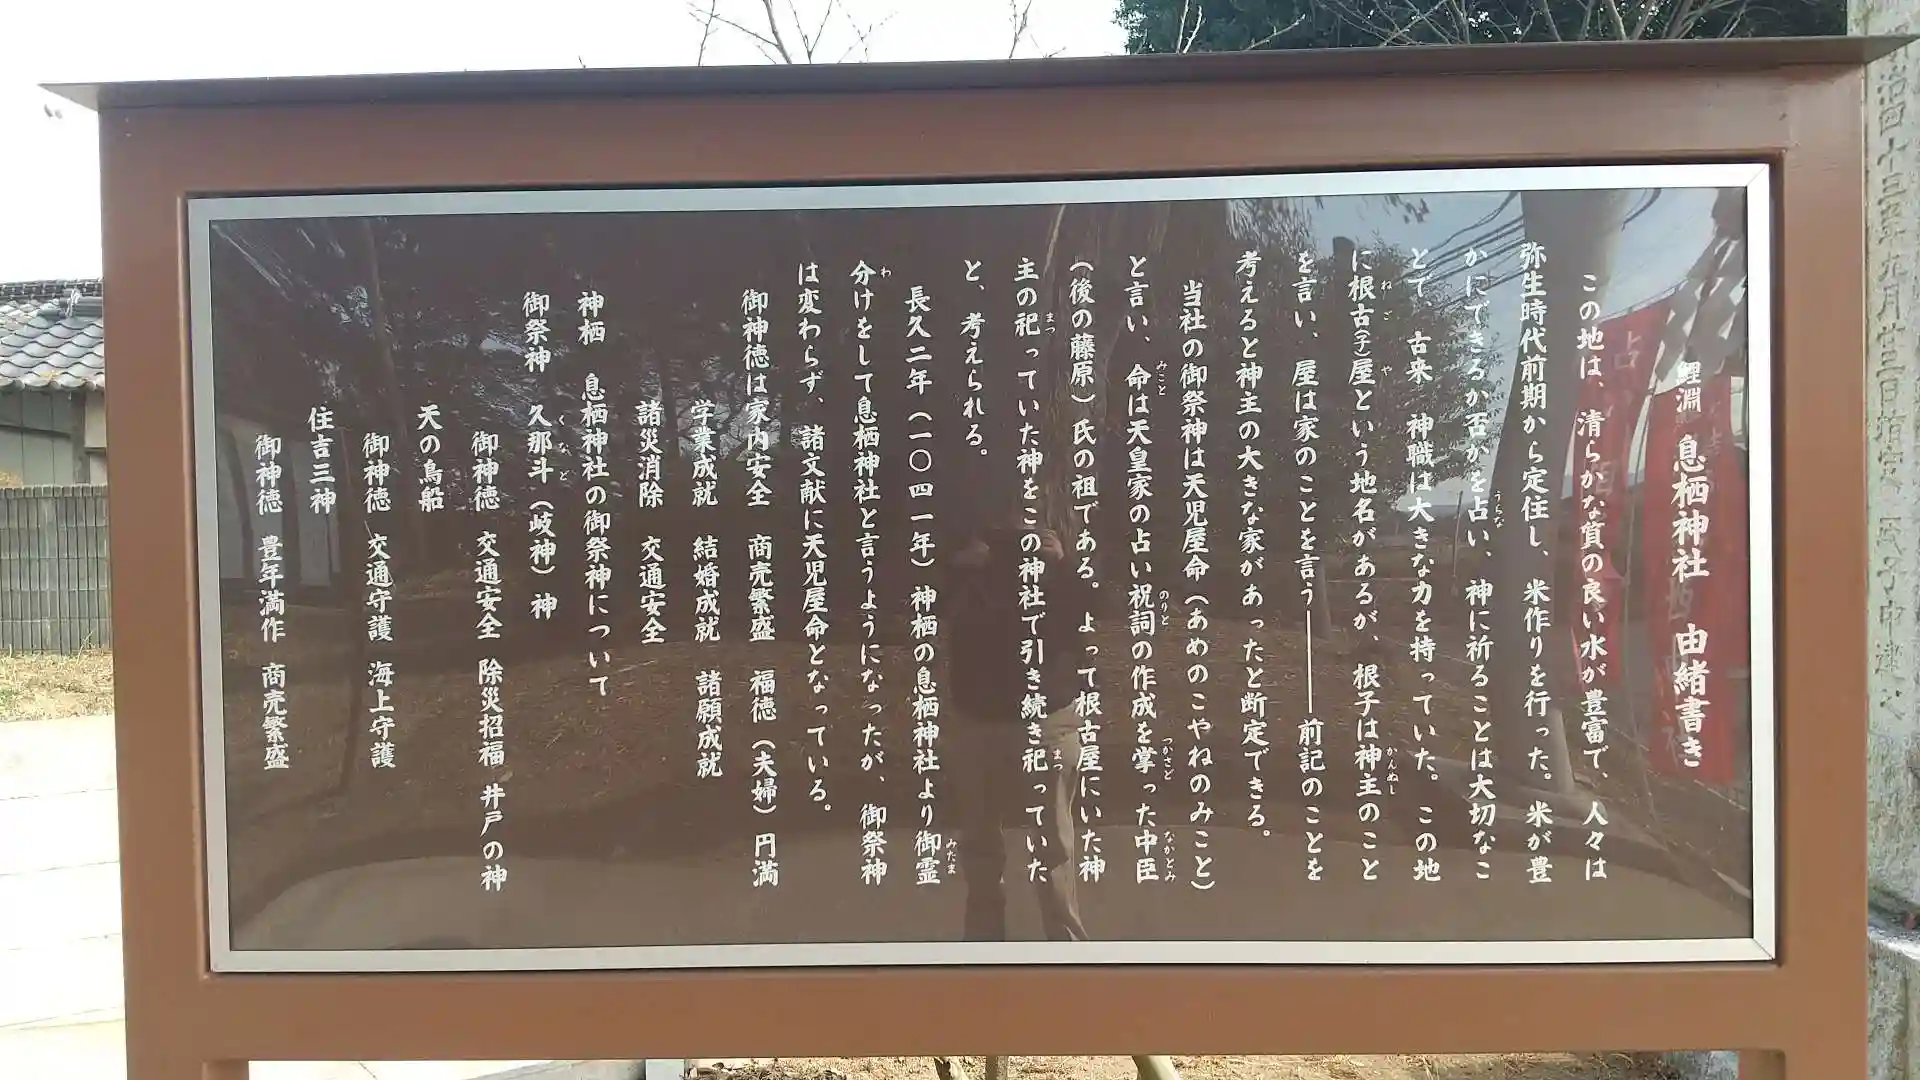 鯉淵 息栖神社 由緒書き
この地は、清らかな質の良い水が豊富で、人々は
弥生時代前期から定住し、米作りを行った。米が豊
かにできるか否かを占い、神に祈ることは大切なこ
とで 古来 神職は大きな力を持っていた。この地
に根古(子)屋という地名があるが、根子は神主のこと
を言い、屋は家のことを言う――前記のことを
考えると神主の大きな家があったと断定できる。
当社の御祭神は天児屋命(あめのこやねのみこと)
と言い、命は天皇家の占い祝詞の作成を掌った中臣
(後の藤原)氏の祖である。よって根古屋にいた神
主の祀っていた神をこの神社で引き続き祀っていた
と、考えられる。
長久二年(一〇四一年)神栖の息栖神社より御霊
分けをして息栖神社と言うようになったが、御祭神
は変わらず、諸文献に天児屋命となっている。
御神徳は家内安全 商売繁盛 福徳(夫婦)円満
学業成就 結婚成就 諸願成就
諸災消除 交通安全
神栖 息栖神社の御祭神について
御祭神 久那斗(岐神)神
御神徳 交通安全 除災招福 井戸の神
天の鳥船
御神徳 交通守護 海上守護
住吉三神
御神徳 豊年満作 商売繁盛